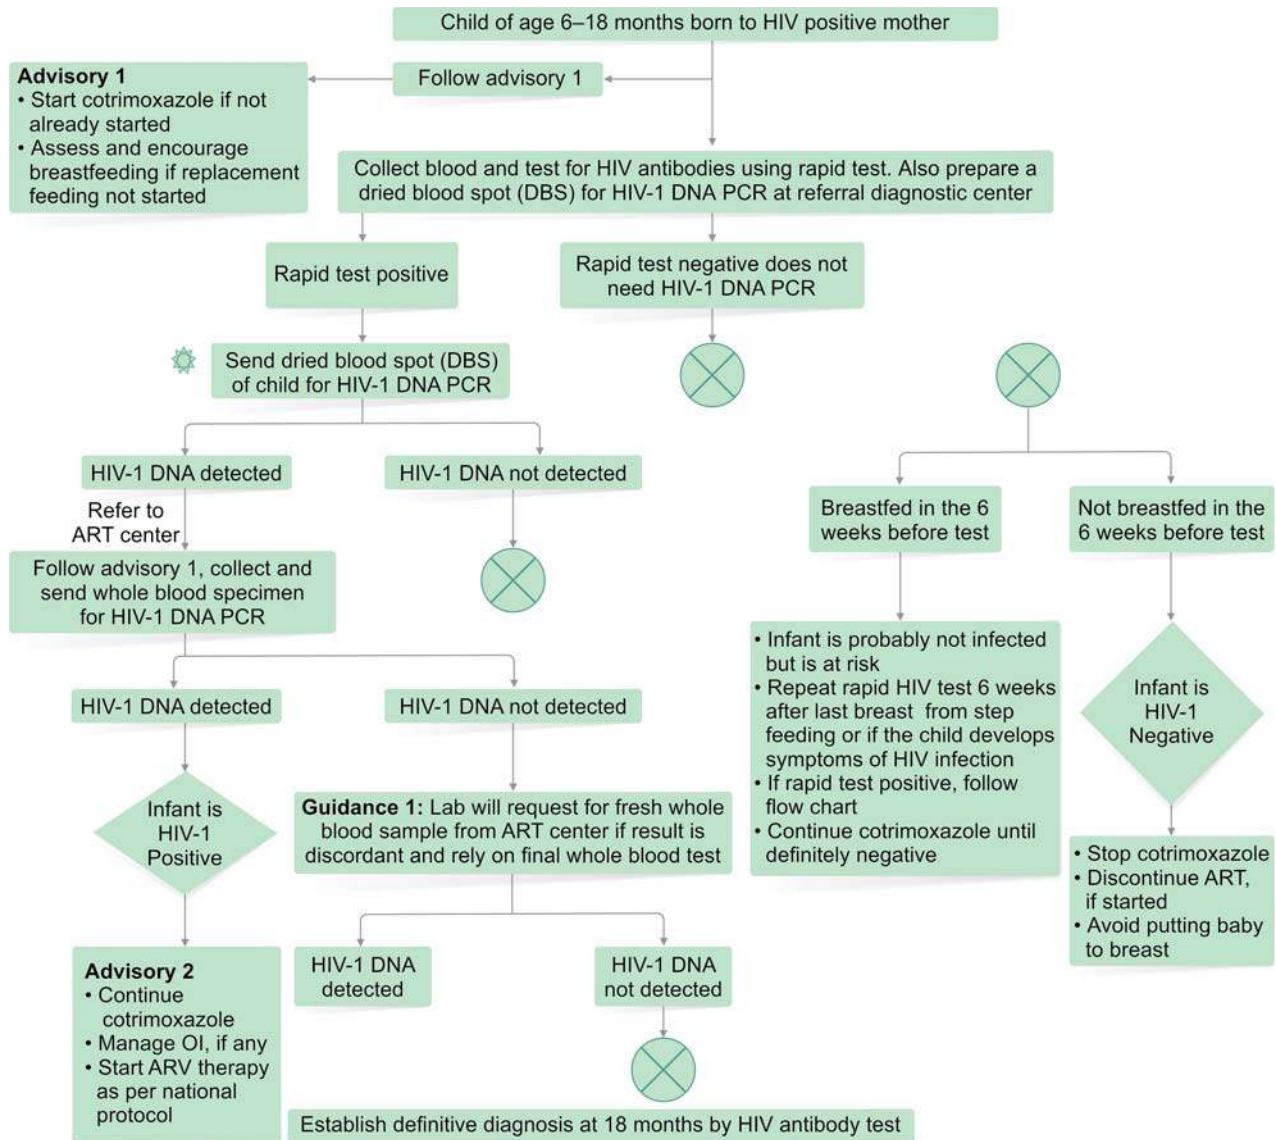 Child of age 6–18 months born to HIV positive mother
Advisory 1
• Start cotrimoxazole if not
already started
• Assess and encourage
breastfeeding if replacement
feeding not started
Follow advisory 1
Collect blood and test for HIV antibodies using rapid test. Also prepare a
dried blood spot (DBS) for HIV-1 DNA PCR at referral diagnostic center
Rapid test positive
Rapid test negative does not
need HIV-1 DNA PCR
Send dried blood spot (DBS)
of child for HIV-1 DNA PCR
HIV-1 DNA detected
HIV-1 DNA not detected
Refer to
ART center
Follow advisory 1, collect and
send whole blood specimen
for HIV-1 DNA PCR
HIV-1 DNA detected
HIV-1 DNA not detected
Infant is
HIV-1
Positive
Guidance 1: Lab will request for fresh whole
blood sample from ART center if result is
discordant and rely on final whole blood test
Advisory 2
• Continue
cotrimoxazole
• Manage OI, if any
• Start ARV therapy
as per national
protocol
HIV-1 DNA
detected
HIV-1 DNA
not detected
Establish definitive diagnosis at 18 months by HIV antibody test
Breastfed in the 6
weeks before test
Not breastfed in the
6 weeks before test
• Infant is probably not infected
but is at risk
• Repeat rapid HIV test 6 weeks
after last breast from step
feeding or if the child develops
symptoms of HIV infection
• If rapid test positive, follow
flow chart
• Continue cotrimoxazole until
definitely negative
Infant is
HIV-1
Negative
• Stop cotrimoxazole
• Discontinue ART,
if started
• Avoid putting baby
to breast